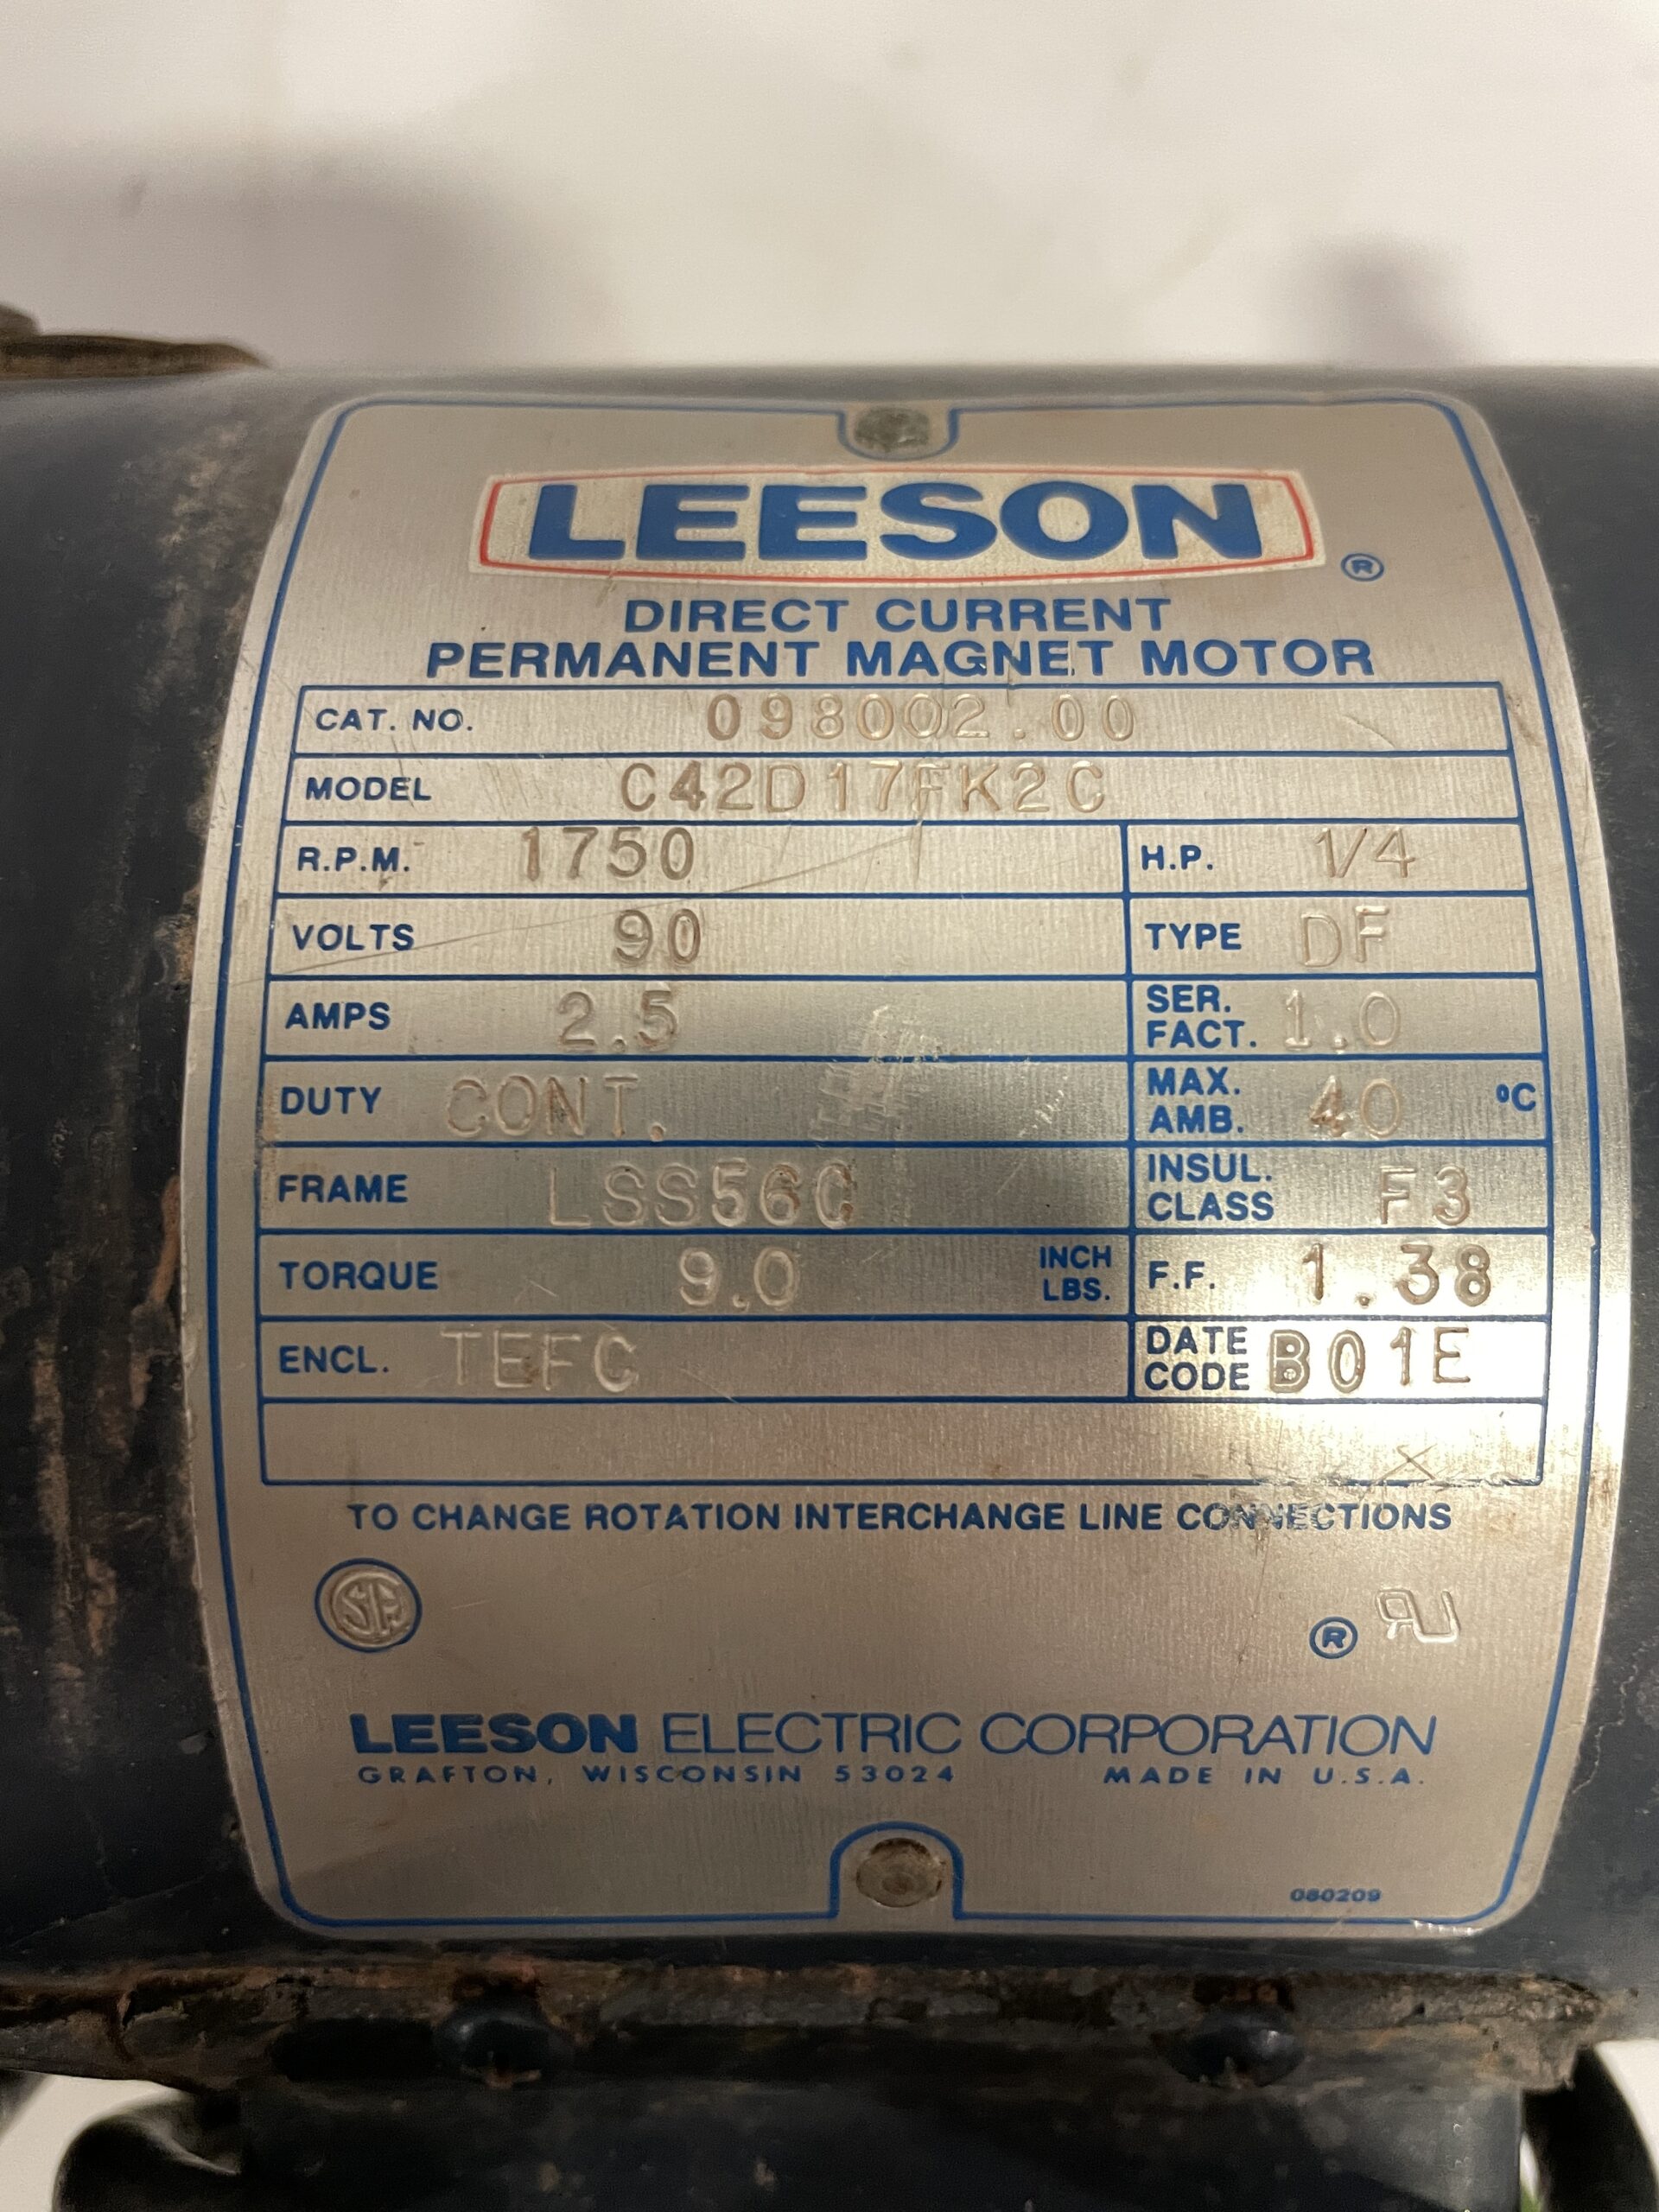 LEESON ®
DIRECT CURRENT
PERMANENT MAGNET MOTOR
CAT. NO. 098002.00
MODEL C42D17FK2C
R.P.M. 1750 H.P. 1/4
VOLTS 90 TYPE DF
AMPS 2.5 SER. FACT. 1.0
DUTY CONT. MAX. AMB. 40 °C
FRAME LSS56C INSUL. CLASS F3
TORQUE 9.0 INCH LBS. F.F. 1.38
ENCL. TEFC DATE CODE B01E
TO CHANGE ROTATION INTERCHANGE LINE CONNECTIONS
SA ® UR
LEESON ELECTRIC CORPORATION
GRAFTON, WISCONSIN 53024 MADE IN U.S.A.
080209